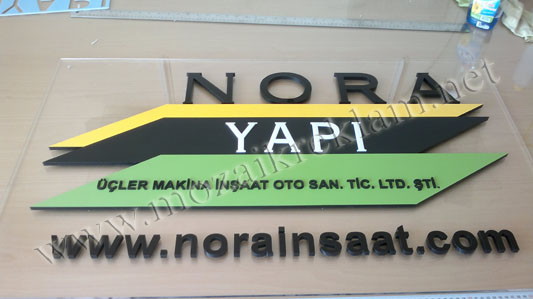 NORA
YAPI
ÜÇLER MAKİNA İNŞAAT OTO SAN. TİC. LTD. ŞTİ.
www.norainsaat.com
www.mozaikreklam.net